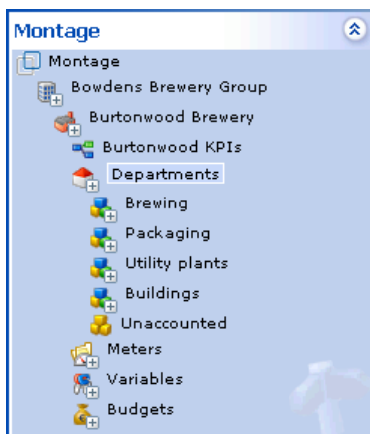 Montage
Montage
Bowdens Brewery Group
Burtonwood Brewery
Burtonwood KPIs
Departments
Brewing
Packaging
Utility plants
Buildings
Unaccounted
Meters
Variables
Budgets